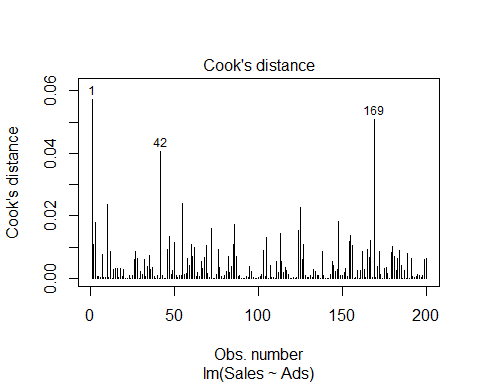 Cook's distance
Cook's distance
0.00
0.02
0.04
0.06
1
42
169
0 50 100 150 200
Obs. number
lm(Sales ~ Ads)